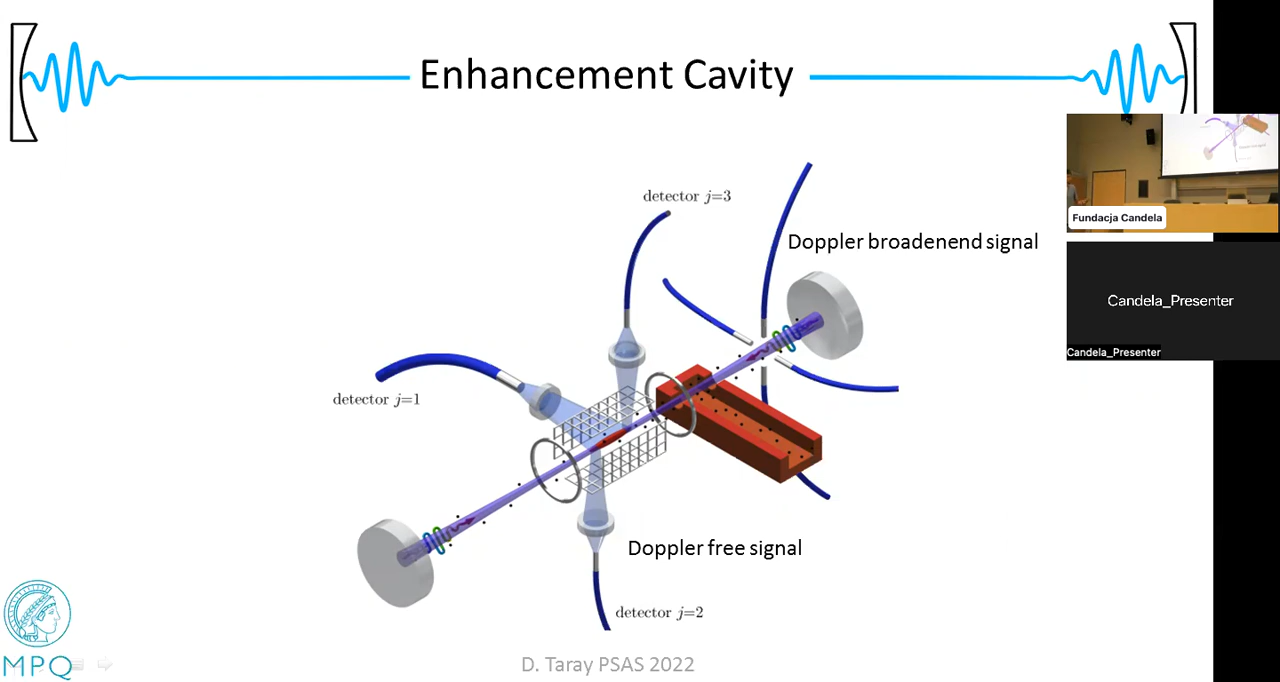 Enhancement Cavity
detector j=3
Doppler broadenend signal
Fundacja Candela
Candela_Presenter
Candela_Presenter
detector j=1
Doppler free signal
detector j=2
MPQ
D. Taray PSAS 2022